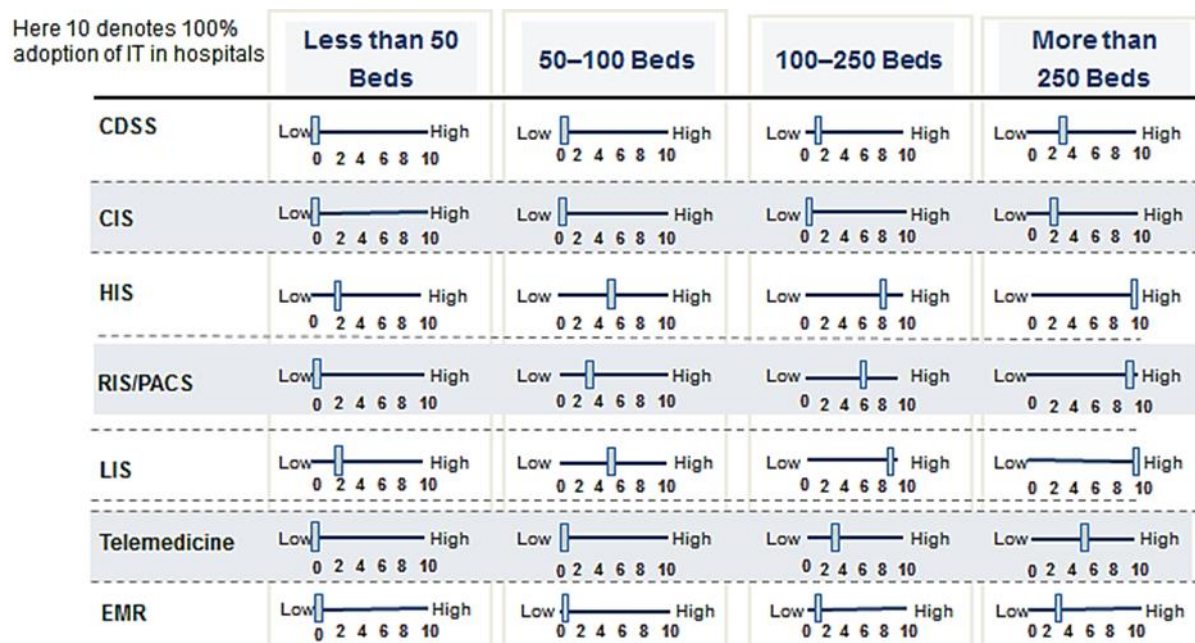 Here 10 denotes 100%
adoption of IT in hospitals
Less than 50
Beds
50–100 Beds
100–250 Beds
More than
250 Beds
CDSS
Low High Low High Low High Low High
0 2 4 6 8 10 0 2 4 6 8 10 0 2 4 6 8 10 0 2 4 6 8 10
CIS
Low High Low High Low High Low High
0 2 4 6 8 10 0 2 4 6 8 10 0 2 4 6 8 10 0 2 4 6 8 10
HIS
Low High Low High Low High Low High
0 2 4 6 8 10 0 2 4 6 8 10 0 2 4 6 8 10 0 2 4 6 8 10
RIS/PACS
Low High Low High Low High Low High
0 2 4 6 8 10 0 2 4 6 8 10 0 2 4 6 8 10 0 2 4 6 8 10
LIS
Low High Low High Low High Low High
0 2 4 6 8 10 0 2 4 6 8 10 0 2 4 6 8 10 0 2 4 6 8 10
Telemedicine
Low High Low High Low High Low High
0 2 4 6 8 10 0 2 4 6 8 10 0 2 4 6 8 10 0 2 4 6 8 10
EMR
Low High Low High Low High Low High
0 2 4 6 8 10 0 2 4 6 8 10 0 2 4 6 8 10 0 2 4 6 8 10